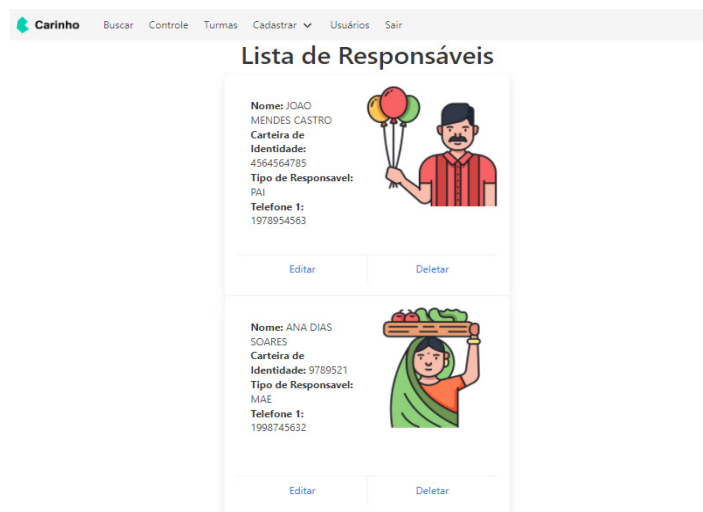 Carinho Buscar Controle Turmas Cadastrar Usuários Sair
Lista de Responsáveis
Nome: JOAO
MENDES CASTRO
Carteira de
Identidade:
4564564785
Tipo de Responsavel:
PAI
Telefone 1:
1978954563
Editar Deletar
Nome: ANA DIAS
SOARES
Carteira de
Identidade: 9789521
Tipo de Responsavel:
MAE
Telefone 1:
1998745632
Editar Deletar